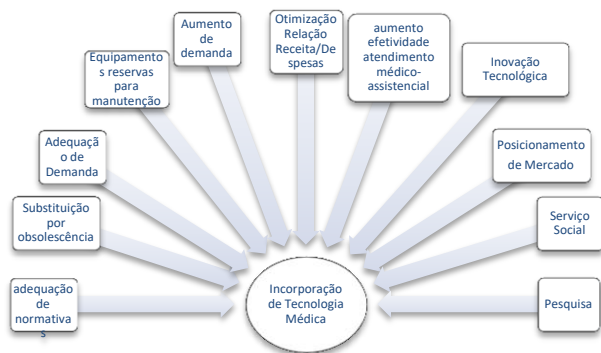 adequação
de
normativa
s
Substituição
por
obsolescência
Adequaçã
o de
Demanda
Equipamento
s reservas
para
manutenção
Aumento
de
demanda
Otimização
Relação
Receita/De
spesas
aumento
efetividade
atendimento
médico-
assistencial
Inovação
Tecnológica
Posicionamento
de Mercado
Serviço
Social
Pesquisa
Incorporação
de Tecnologia
Médica